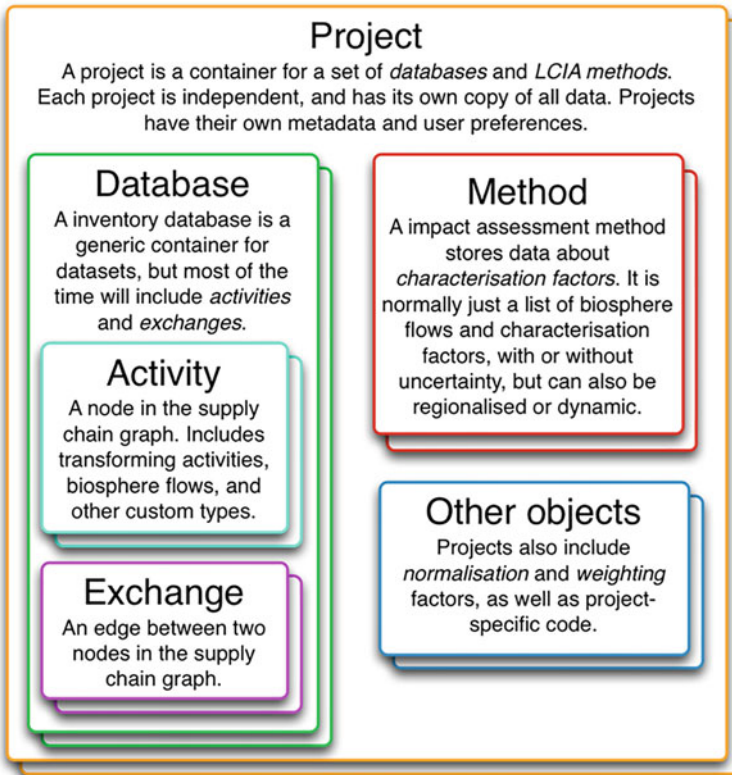 Project
A project is a container for a set of databases and LCIA methods.
Each project is independent, and has its own copy of all data. Projects
have their own metadata and user preferences.
Database
A inventory database is a
generic container for
datasets, but most of the
time will include activities
and exchanges.
Activity
A node in the supply
chain graph. Includes
transforming activities,
biosphere flows, and
other custom types.
Exchange
An edge between two
nodes in the supply
chain graph.
Method
A impact assessment method
stores data about
characterisation factors. It is
normally just a list of biosphere
flows and characterisation
factors, with or without
uncertainty, but can also be
regionalised or dynamic.
Other objects
Projects also include
normalisation and weighting
factors, as well as project-
specific code.